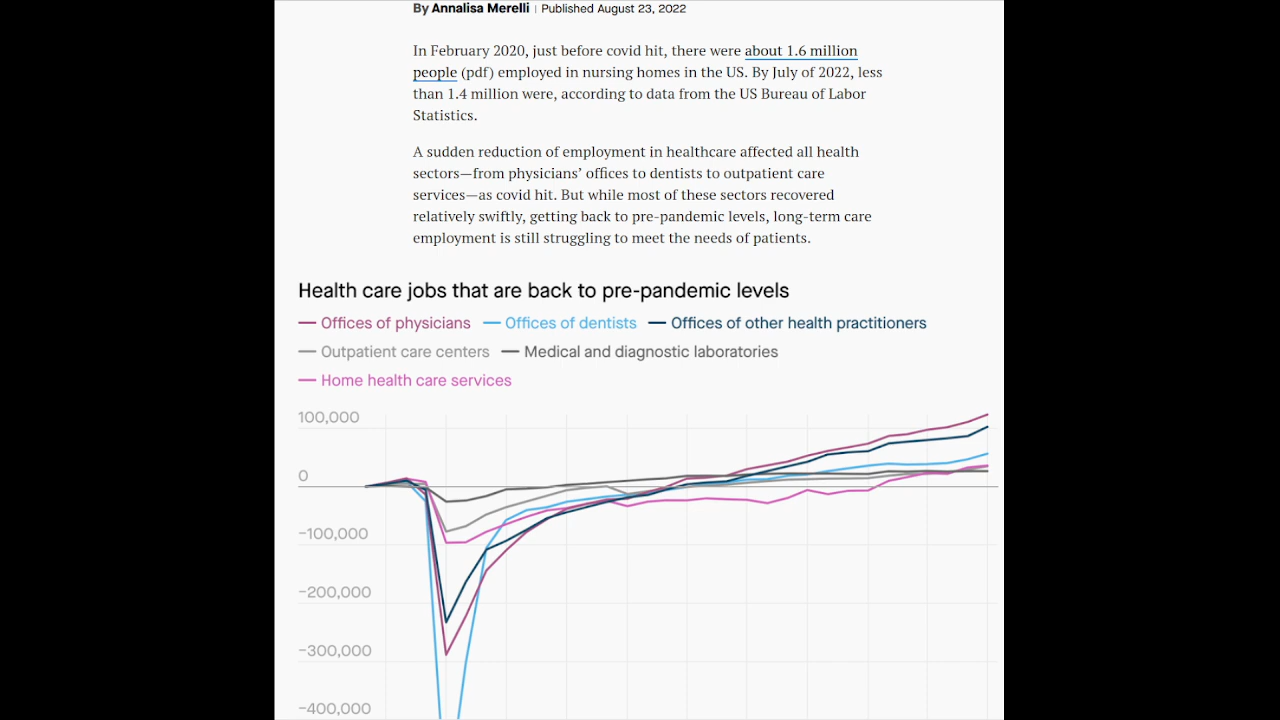 By Annalisa Merelli | Published August 23, 2022
In February 2020, just before covid hit, there were about 1.6 million
people (pdf) employed in nursing homes in the US. By July of 2022, less
than 1.4 million were, according to data from the US Bureau of Labor
Statistics.
A sudden reduction of employment in healthcare affected all health
sectors—from physicians’ offices to dentists to outpatient care
services—as covid hit. But while most of these sectors recovered
relatively swiftly, getting back to pre-pandemic levels, long-term care
employment is still struggling to meet the needs of patients.
Health care jobs that are back to pre-pandemic levels
Offices of physicians Offices of dentists Offices of other health practitioners
Outpatient care centers Medical and diagnostic laboratories
Home health care services
100,000
0
−100,000
−200,000
−300,000
−400,000